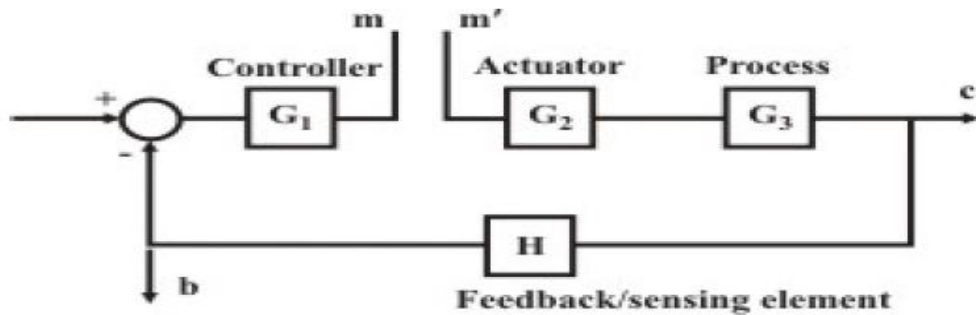 m m′
Controller Actuator Process
+ G1 G2 G3 c
-
H
b
Feedback/sensing element